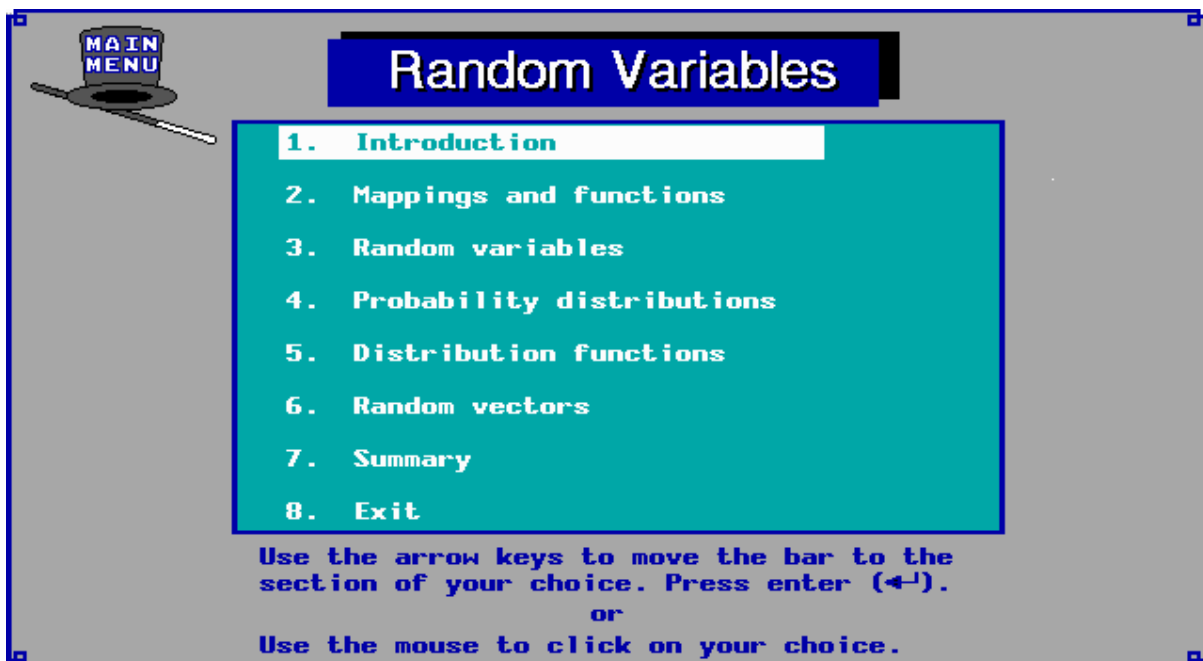 MAIN
MENU
Random Variables
1. Introduction
2. Mappings and functions
3. Random variables
4. Probability distributions
5. Distribution functions
6. Random vectors
7. Summary
8. Exit
Use the arrow keys to move the bar to the
section of your choice. Press enter (◄┘).
or
Use the mouse to click on your choice.